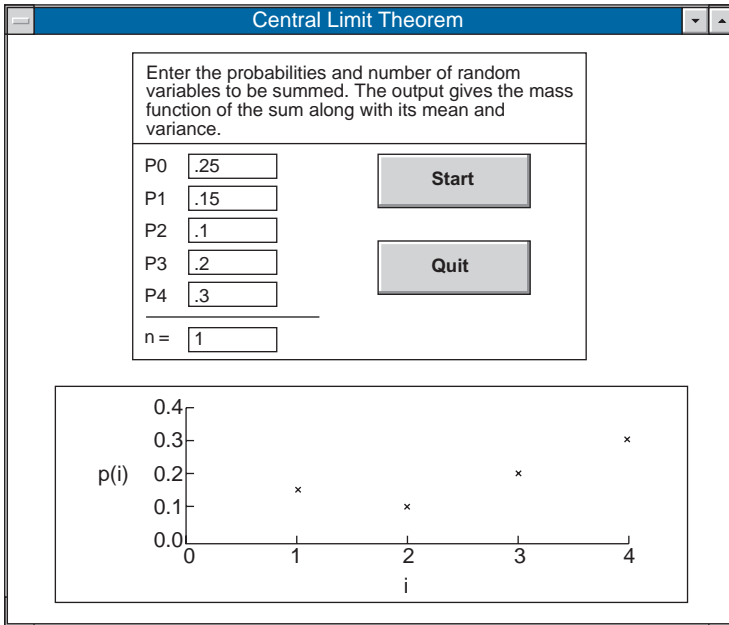 Central Limit Theorem
Enter the probabilities and number of random
variables to be summed. The output gives the mass
function of the sum along with its mean and
variance.
P0 .25
P1 .15
P2 .1
P3 .2
P4 .3
n = 1
Start
Quit
0.4
0.3
p(i) 0.2
0.1
0.0
0 1 2 3 4
i